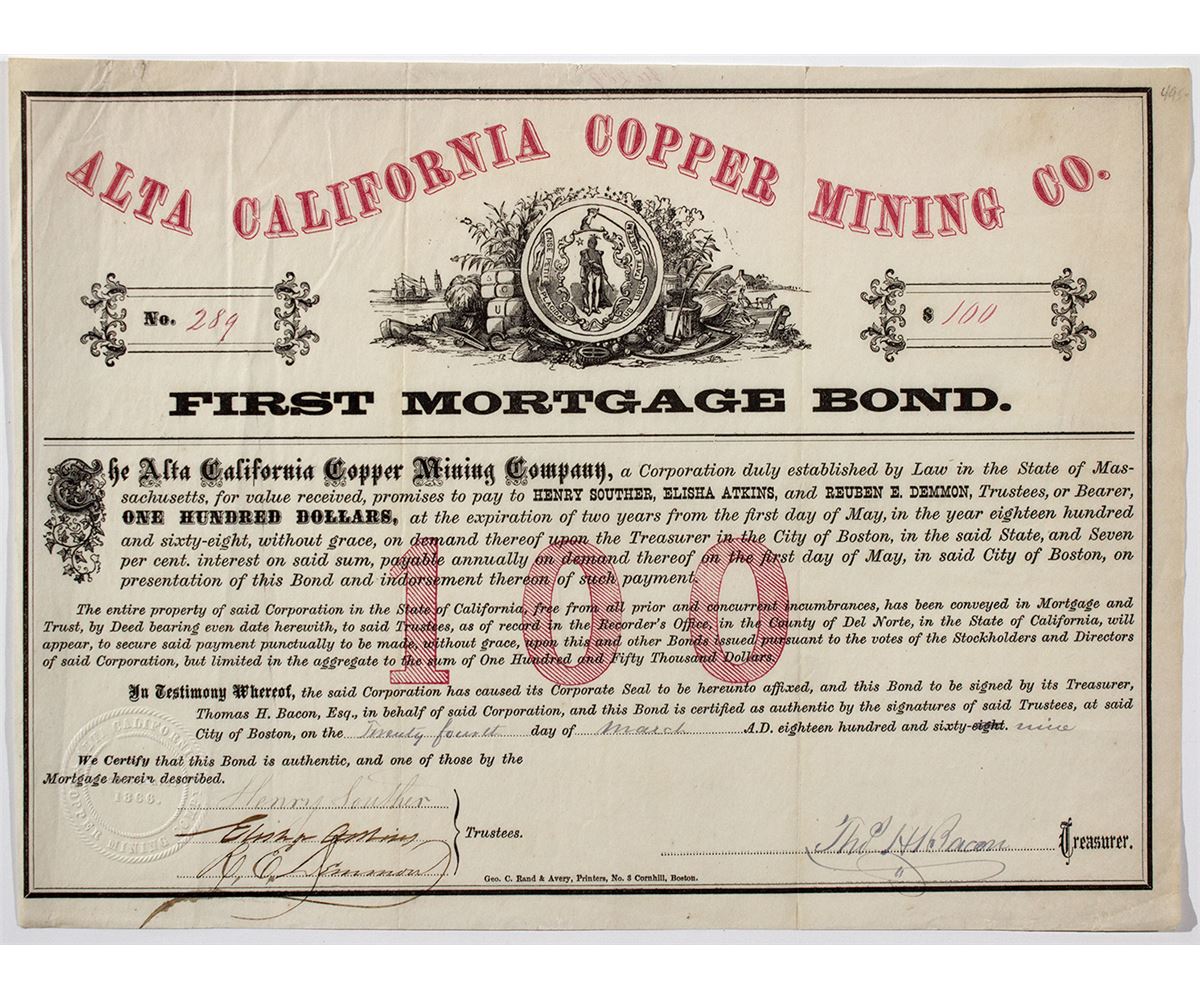 495-
ALTA CALIFORNIA COPPER MINING CO.
No. 289
$ 100
FIRST MORTGAGE BOND.
The Alta California Copper Mining Company, a Corporation duly established by Law in the State of Mas-
sachusetts, for value received, promises to pay to HENRY SOUTHER, ELISHA ATKINS, and REUBEN E. DEMMON, Trustees, or Bearer,
ONE HUNDRED DOLLARS, at the expiration of two years from the first day of May, in the year eighteen hundred
and sixty-eight, without grace, on demand thereof upon the Treasurer in the City of Boston, in the said State, and Seven
per cent. interest on said sum, payable annually on demand thereof on the first day of May, in said City of Boston, on
presentation of this Bond and indorsement thereon of such payment.
100
The entire property of said Corporation in the State of California, free from all prior and concurrent incumbrances, has been conveyed in Mortgage and
Trust, by Deed bearing even date herewith, to said Trustees, as of record in the Recorder's Office, in the County of Del Norte, in the State of California, will
appear, to secure said payment punctually to be made, without grace, upon this and other Bonds issued pursuant to the votes of the Stockholders and Directors
of said Corporation, but limited in the aggregate to the sum of One Hundred and Fifty Thousand Dollars.
In Testimony Whereof, the said Corporation has caused its Corporate Seal to be hereunto affixed, and this Bond to be signed by its Treasurer,
Thomas H. Bacon, Esq., in behalf of said Corporation, and this Bond is certified as authentic by the signatures of said Trustees, at said
City of Boston, on the Twenty fourth day of March A.D. eighteen hundred and sixty-eight. nine
We Certify that this Bond is authentic, and one of those by the
Mortgage herein described.
CALIFORNIA
COPPER MINING
1866.
Henry Souther
Elisha Atkins
R. E. Demmon
Trustees.
Thos H Bacon Treasurer.
Geo. C. Rand & Avery, Printers, No. 3 Cornhill, Boston.